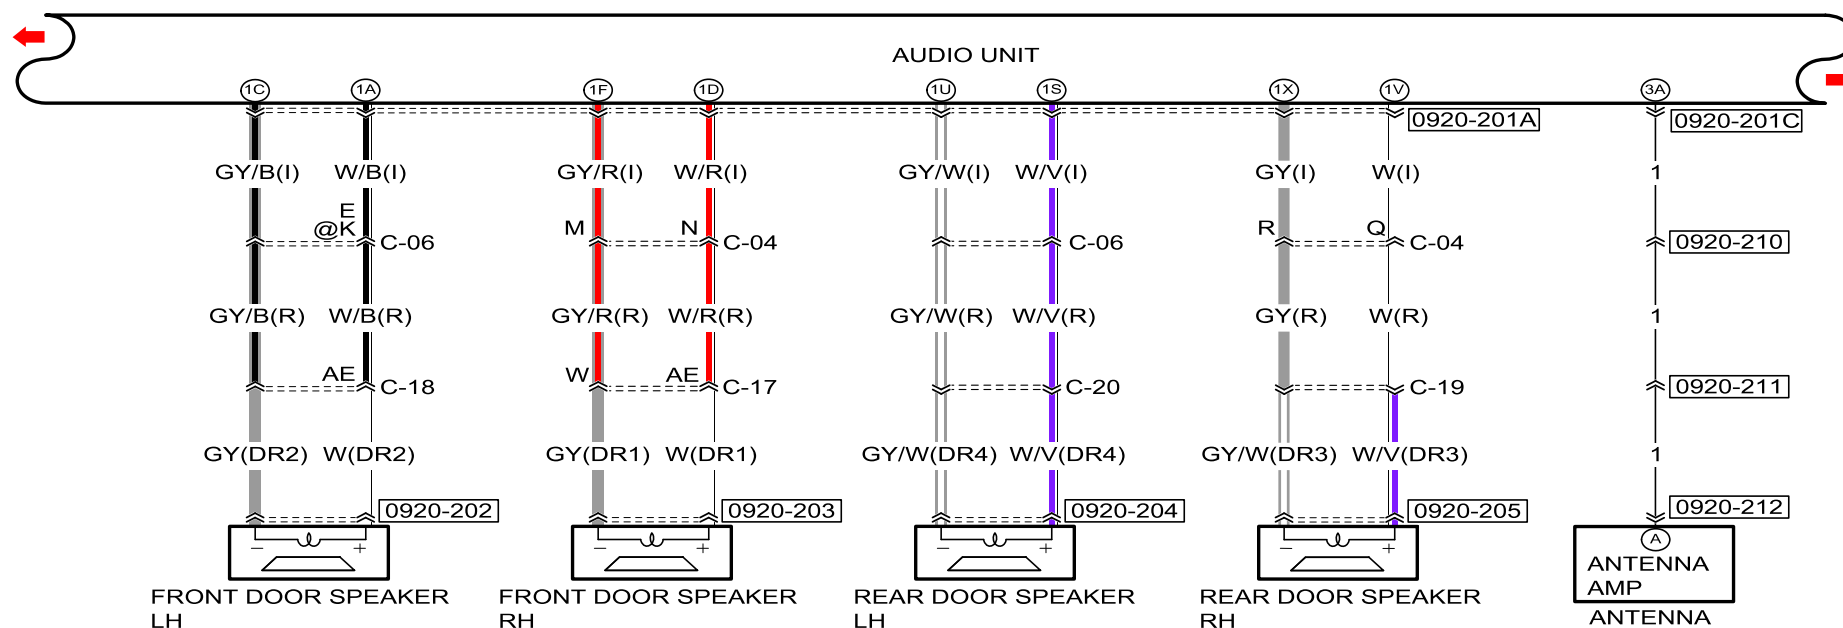 AUDIO UNIT
1C 1A 1F 1D 1U 1S 1X 1V 3A
0920-201A 0920-201C
GY/B(I) W/B(I) GY/R(I) W/R(I) GY/W(I) W/V(I) GY(I) W(I) 1
E
@K M N R Q
C-06 C-04 C-06 C-04 0920-210
GY/B(R) W/B(R) GY/R(R) W/R(R) GY/W(R) W/V(R) GY(R) W(R) 1
AE W AE
C-18 C-17 C-20 C-19 0920-211
GY(DR2) W(DR2) GY(DR1) W(DR1) GY/W(DR4) W/V(DR4) GY/W(DR3) W/V(DR3) 1
0920-202 0920-203 0920-204 0920-205 0920-212
A
− + − + − + − +
ANTENNA
AMP
FRONT DOOR SPEAKER
LH
FRONT DOOR SPEAKER
RH
REAR DOOR SPEAKER
LH
REAR DOOR SPEAKER
RH
ANTENNA